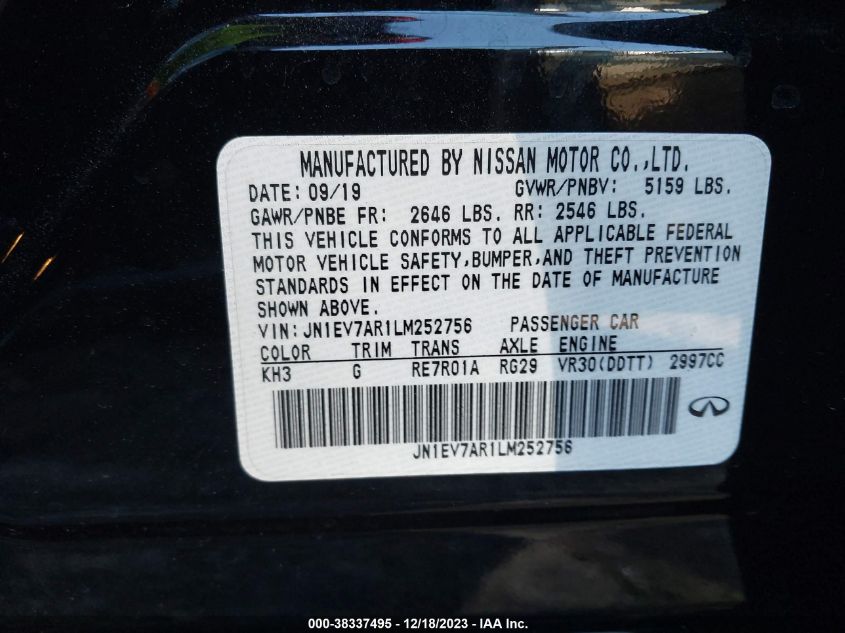 MANUFACTURED BY NISSAN MOTOR CO.,LTD.
DATE: 09/19 GVWR/PNBV: 5159 LBS.
GAWR/PNBE FR: 2646 LBS. RR: 2546 LBS.
THIS VEHICLE CONFORMS TO ALL APPLICABLE FEDERAL
MOTOR VEHICLE SAFETY,BUMPER,AND THEFT PREVENTION
STANDARDS IN EFFECT ON THE DATE OF MANUFACTURE
SHOWN ABOVE.
VIN: JN1EV7AR1LM252756 PASSENGER CAR
COLOR TRIM TRANS AXLE ENGINE
KH3 G RE7R01A RG29 VR30(DDTT) 2997CC
JN1EV7AR1LM252756
000-38337495 - 12/18/2023 - IAA Inc.